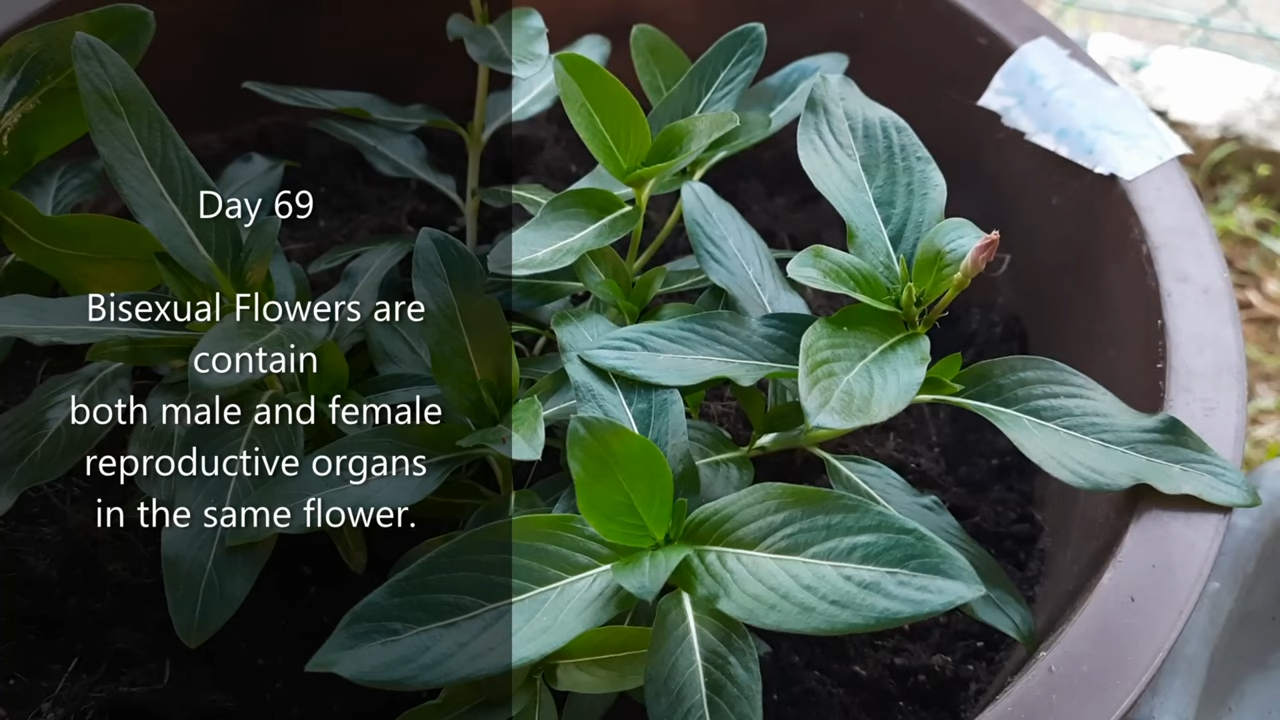 Day 69
Bisexual Flowers are
contain
both male and female
reproductive organs
in the same flower.